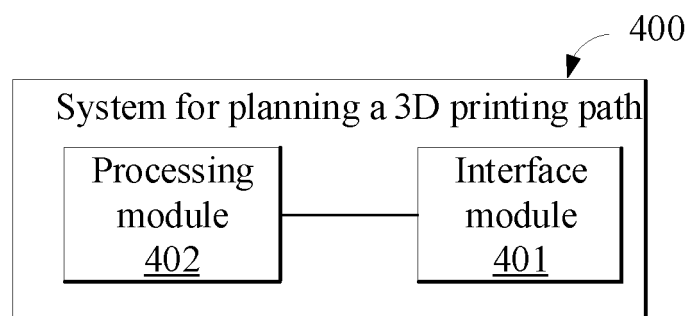 400
System for planning a 3D printing path
Processing
module
402
Interface
module
401